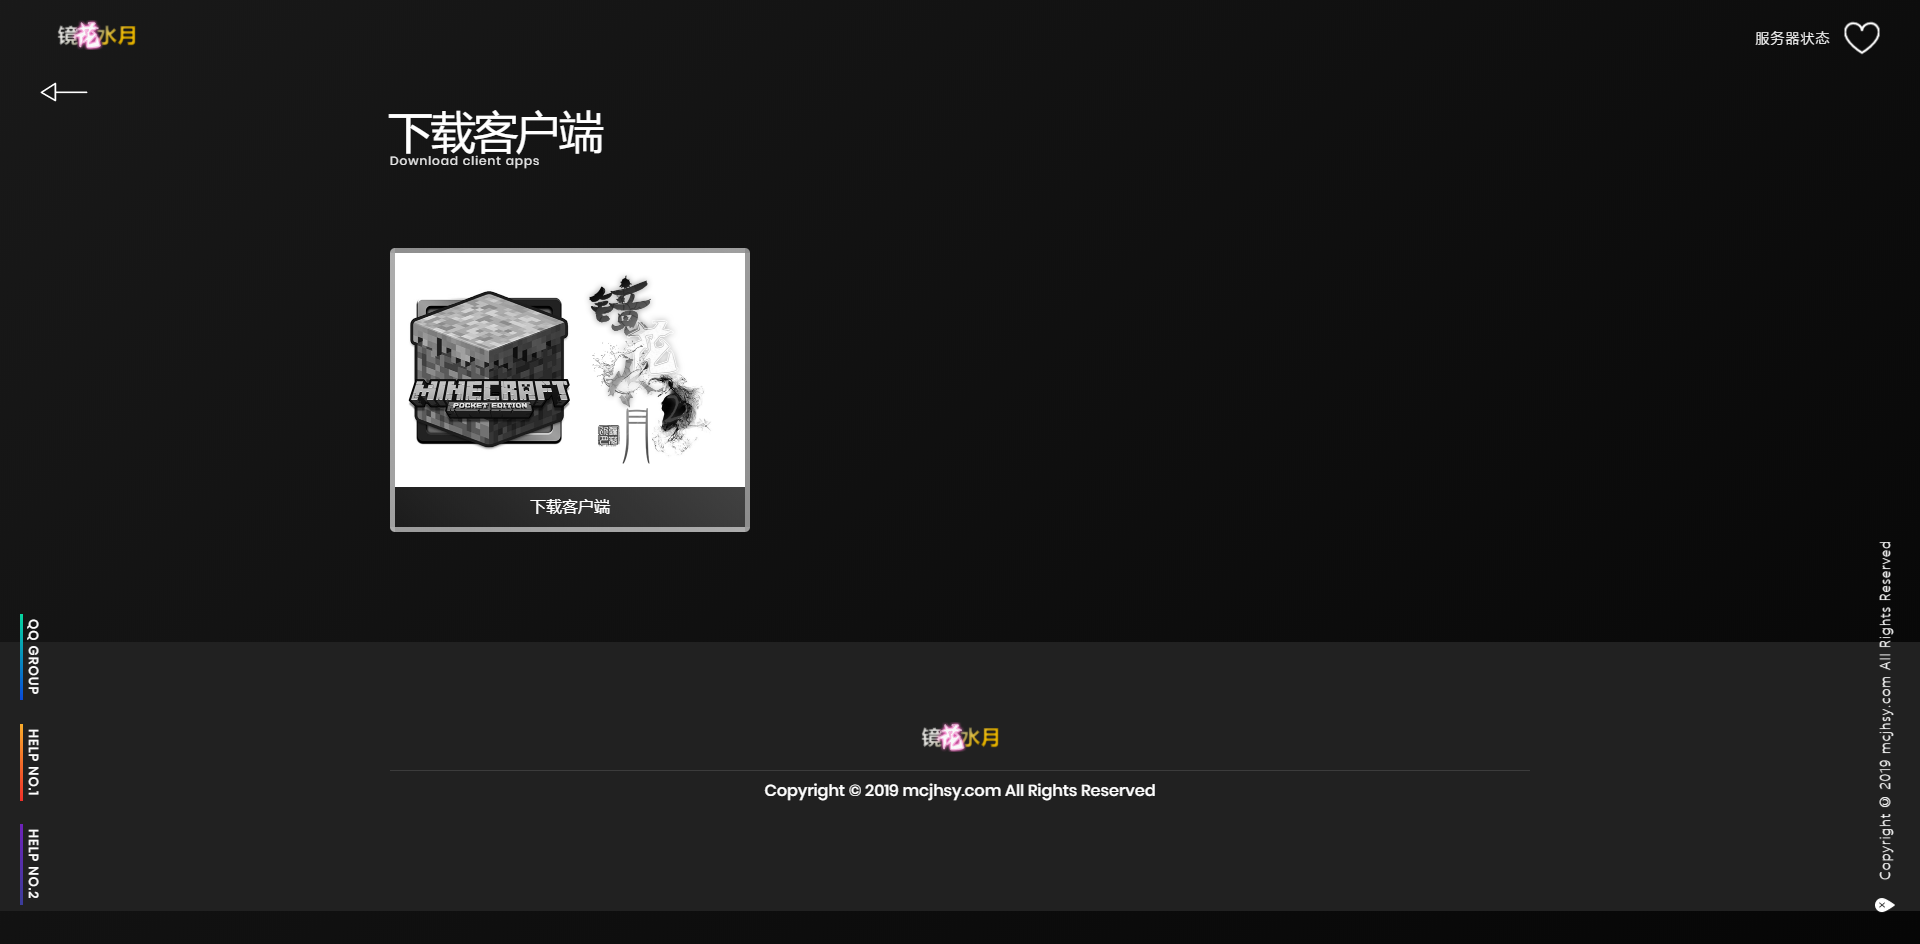 镜花水月
服务器状态
下载客户端
Download client apps
镜花水月
MINECRAFT
POCKET EDITION
下载客户端
QQ GROUP
HELP NO.1
HELP NO.2
镜花水月
Copyright © 2019 mcjhsy.com All Rights Reserved
Copyright © 2019 mcjhsy.com All Rights Reserved